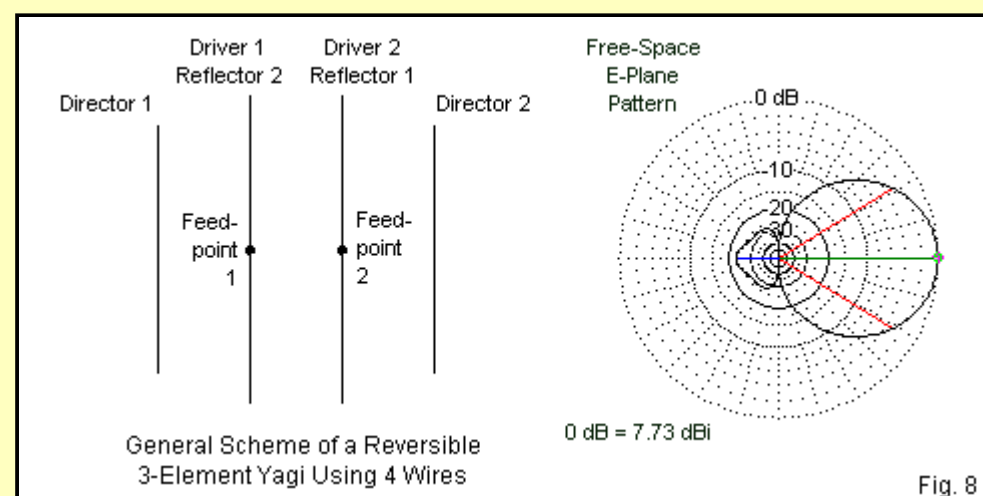 Driver 1
Reflector 2
Driver 2
Reflector 1
Director 1
Director 2
Feed-
point
1
Feed-
point
2
General Scheme of a Reversible
3-Element Yagi Using 4 Wires
Free-Space
E-Plane
Pattern
0 dB
-10
-20
-30
0 dB = 7.73 dBi
Fig. 8